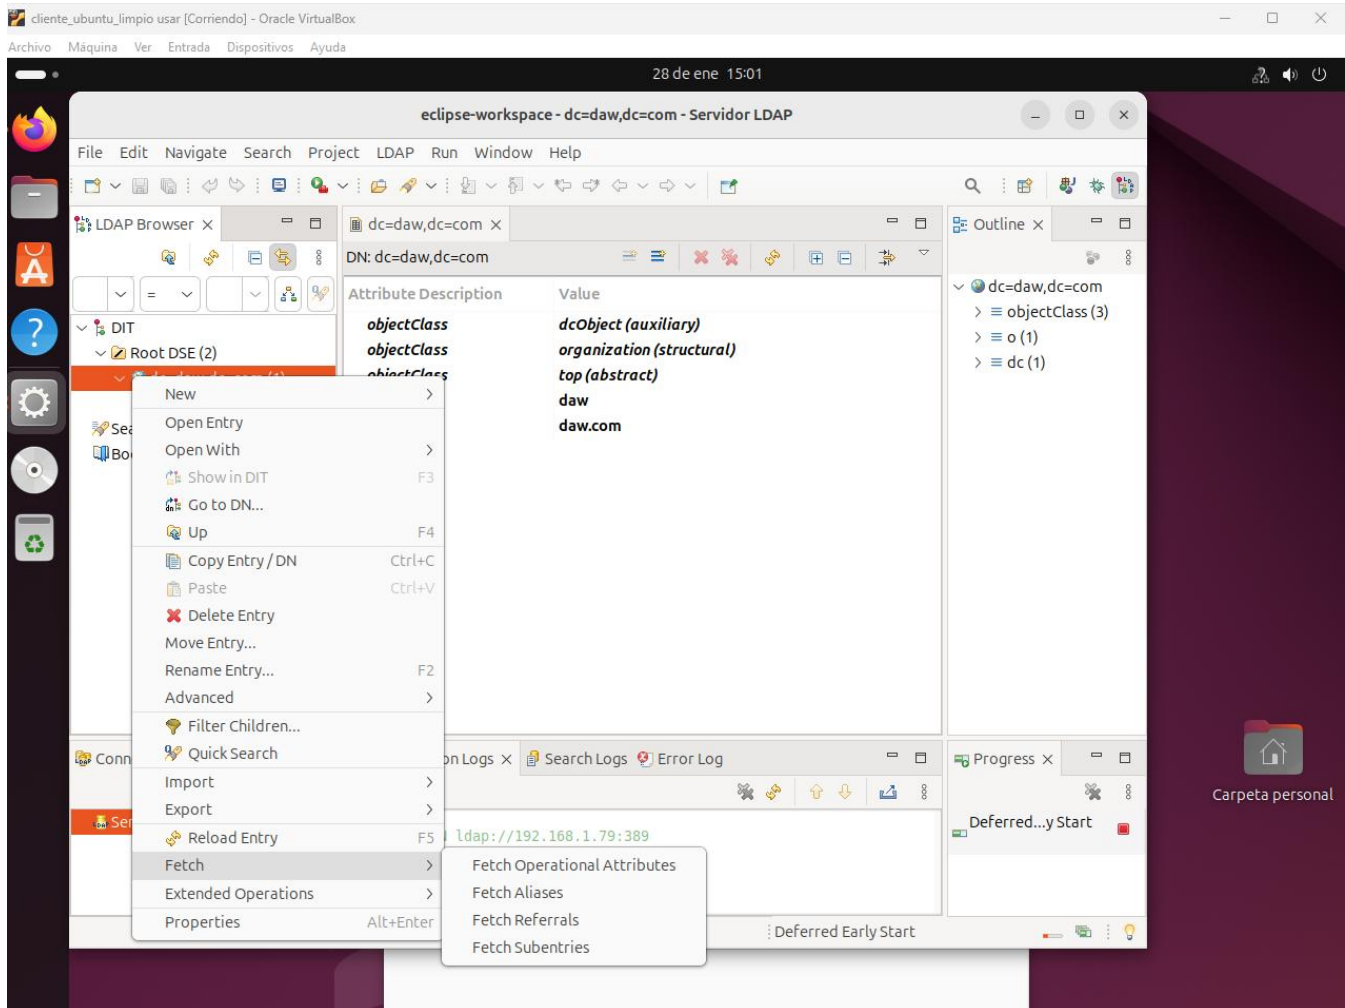 cliente_ubuntu_limpio usar [Corriendo] - Oracle VirtualBox
Archivo Máquina Ver Entrada Dispositivos Ayuda
28 de ene 15:01
eclipse-workspace - dc=daw,dc=com - Servidor LDAP
File Edit Navigate Search Project LDAP Run Window Help
LDAP Browser
dc=daw,dc=com
Outline
DN: dc=daw,dc=com
=
Attribute Description Value
DIT
Root DSE (2)
objectClass dcObject (auxiliary)
objectClass organization (structural)
objectClass top (abstract)
daw
daw.com
dc=daw,dc=com
objectClass (3)
o (1)
dc (1)
New
Open Entry
Open With
Show in DIT F3
Go to DN...
Up F4
Copy Entry / DN Ctrl+C
Paste Ctrl+V
Delete Entry
Move Entry...
Rename Entry... F2
Advanced
Filter Children...
Quick Search
Import
Export
Reload Entry F5
Fetch
Extended Operations
Properties Alt+Enter
Fetch Operational Attributes
Fetch Aliases
Fetch Referrals
Fetch Subentries
Sea
Boo
Conn
on Logs Search Logs Error Log
Progress
Ser
ldap://192.168.1.79:389
Deferred...y Start
Deferred Early Start
Carpeta personal